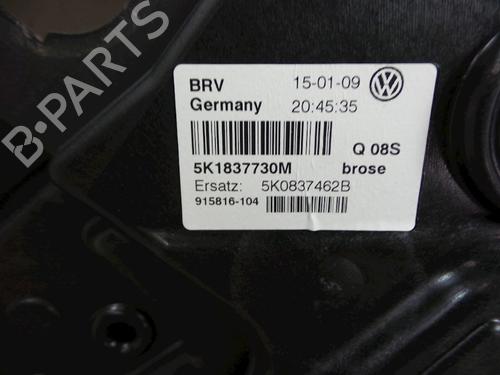 B-PARTS
BRV 15-01-09
Germany 20:45:35
Q 08S
5K1837730M brose
Ersatz: 5K0837462B
915816-104